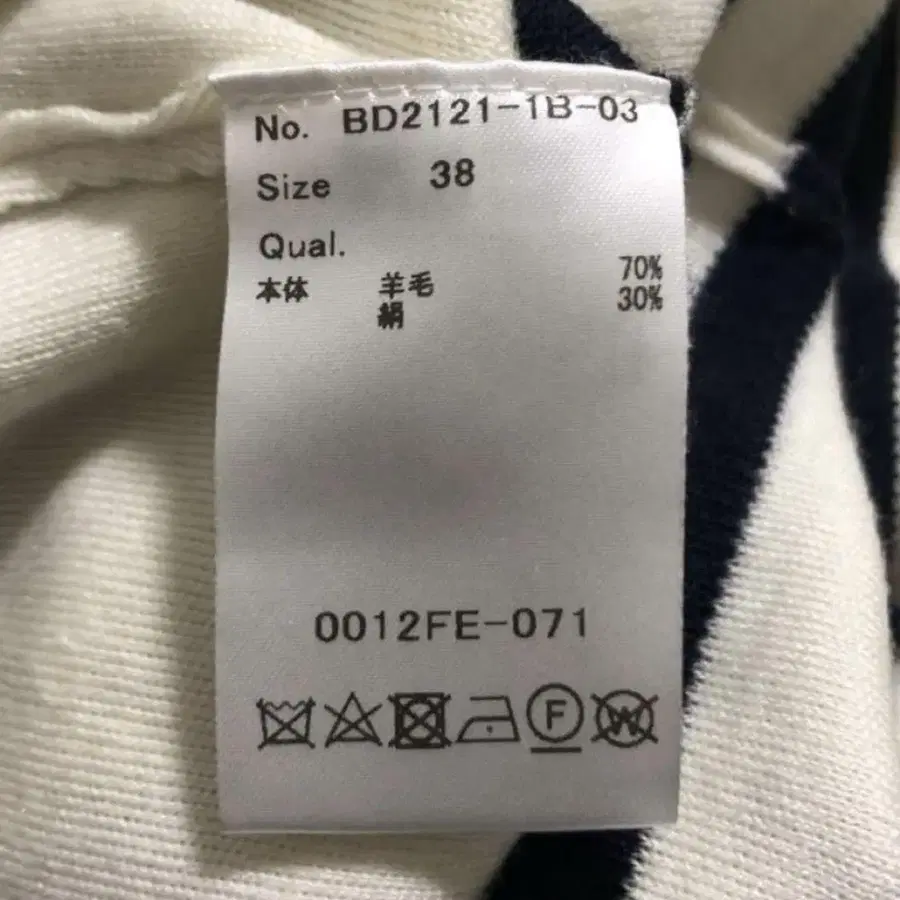 No. BD2121-1B-03
Size 38
Qual.
本体 羊毛 70%
絹 30%
0012FE-071
F W